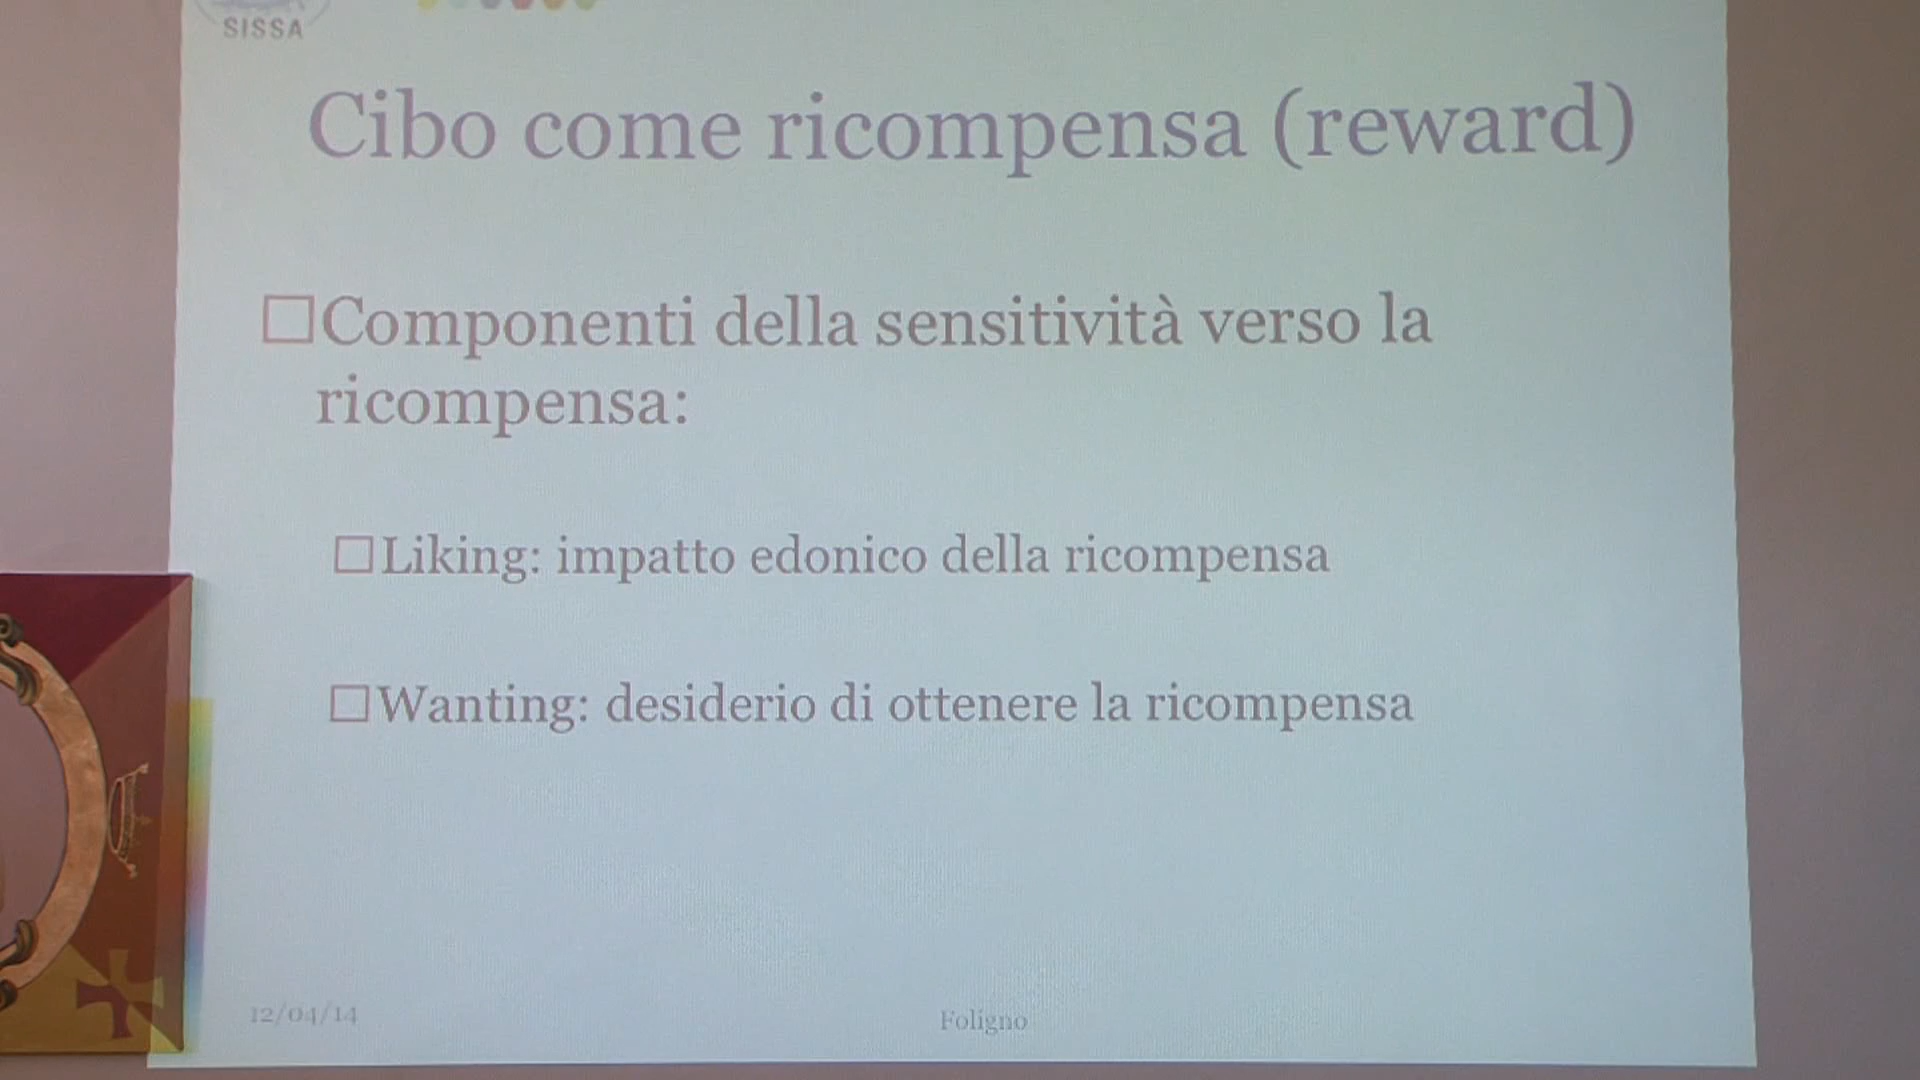 SISSA
Cibo come ricompensa (reward)
Componenti della sensitività verso la
ricompensa:
Liking: impatto edonico della ricompensa
Wanting: desiderio di ottenere la ricompensa
12/04/14
Foligno